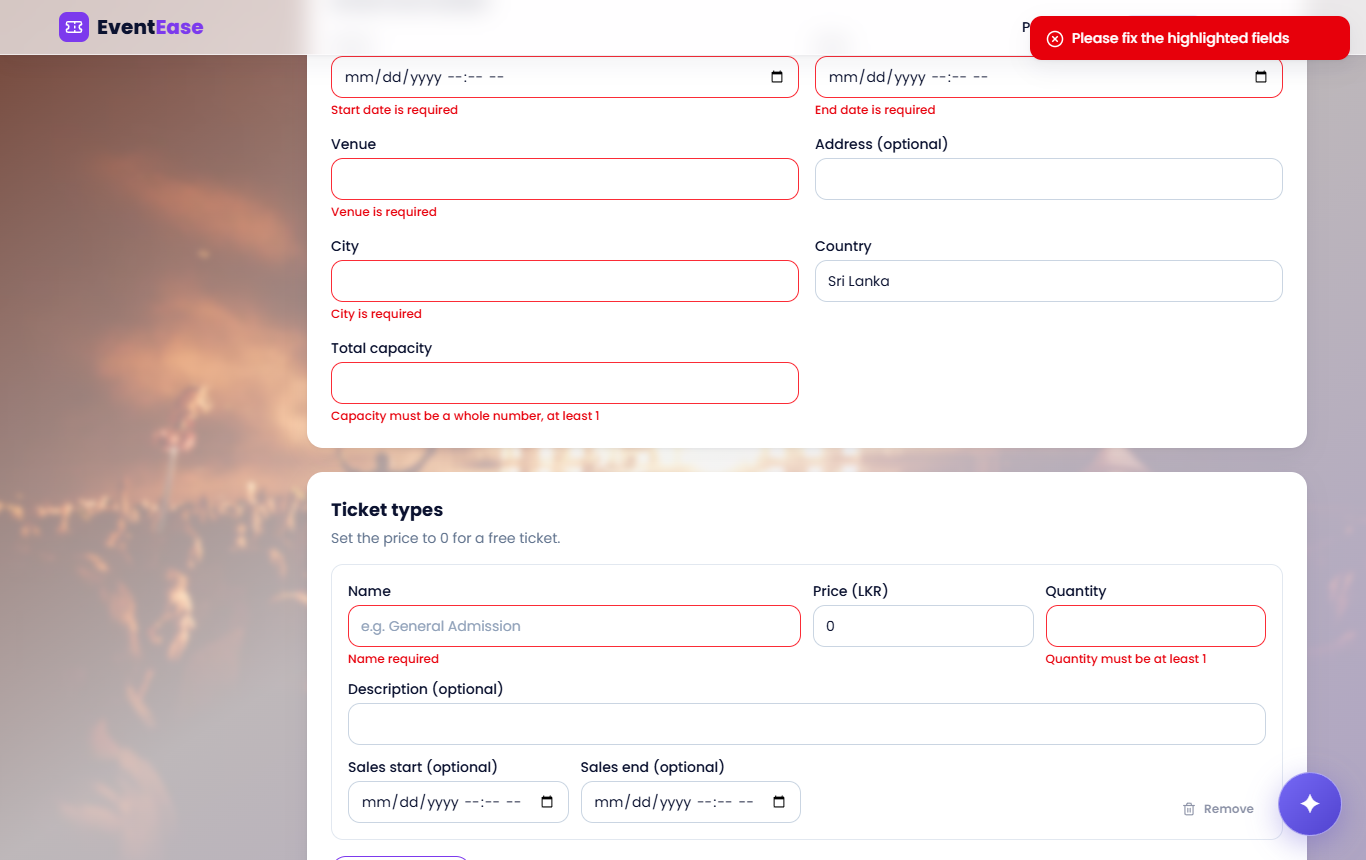 EventEase
P
Please fix the highlighted fields
mm/dd/yyyy --:-- --
mm/dd/yyyy --:-- --
Start date is required
End date is required
Venue
Address (optional)
Venue is required
City
Country
Sri Lanka
City is required
Total capacity
Capacity must be a whole number, at least 1
Ticket types
Set the price to 0 for a free ticket.
Name
Price (LKR)
Quantity
e.g. General Admission
0
Name required
Quantity must be at least 1
Description (optional)
Sales start (optional)
Sales end (optional)
mm/dd/yyyy --:-- --
mm/dd/yyyy --:-- --
Remove